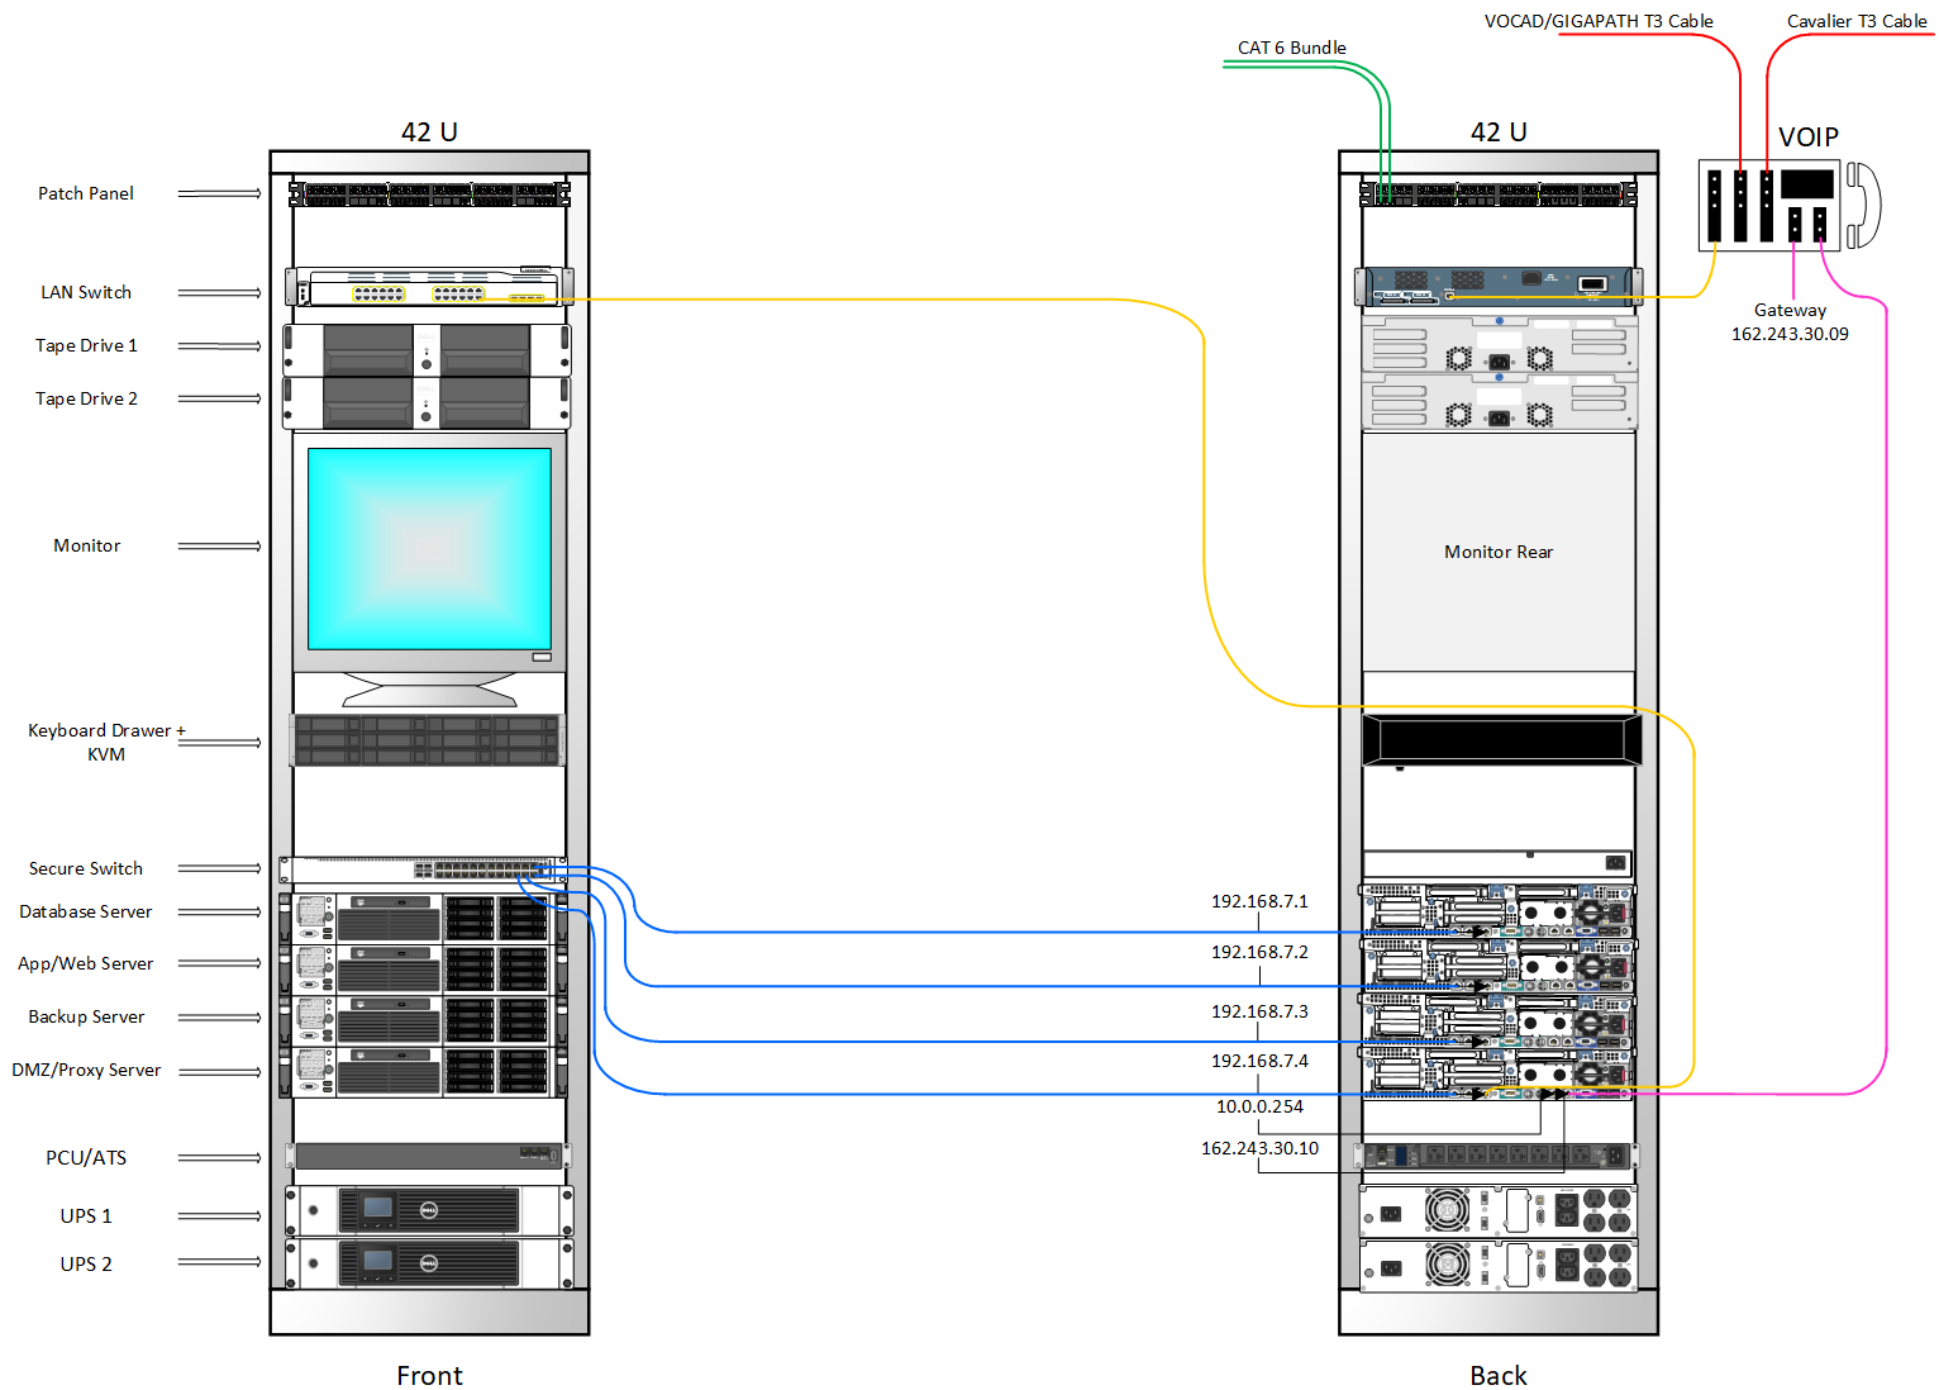 VOCAD/GIGAPATH T3 Cable
Cavalier T3 Cable
CAT 6 Bundle
42 U
42 U
VOIP
Patch Panel
LAN Switch
Gateway
162.243.30.09
Tape Drive 1
Tape Drive 2
Monitor
Monitor Rear
Keyboard Drawer +
KVM
Secure Switch
Database Server
192.168.7.1
App/Web Server
192.168.7.2
Backup Server
192.168.7.3
DMZ/Proxy Server
192.168.7.4
10.0.0.254
PCU/ATS
162.243.30.10
UPS 1
DELL
UPS 2
DELL
Front
Back